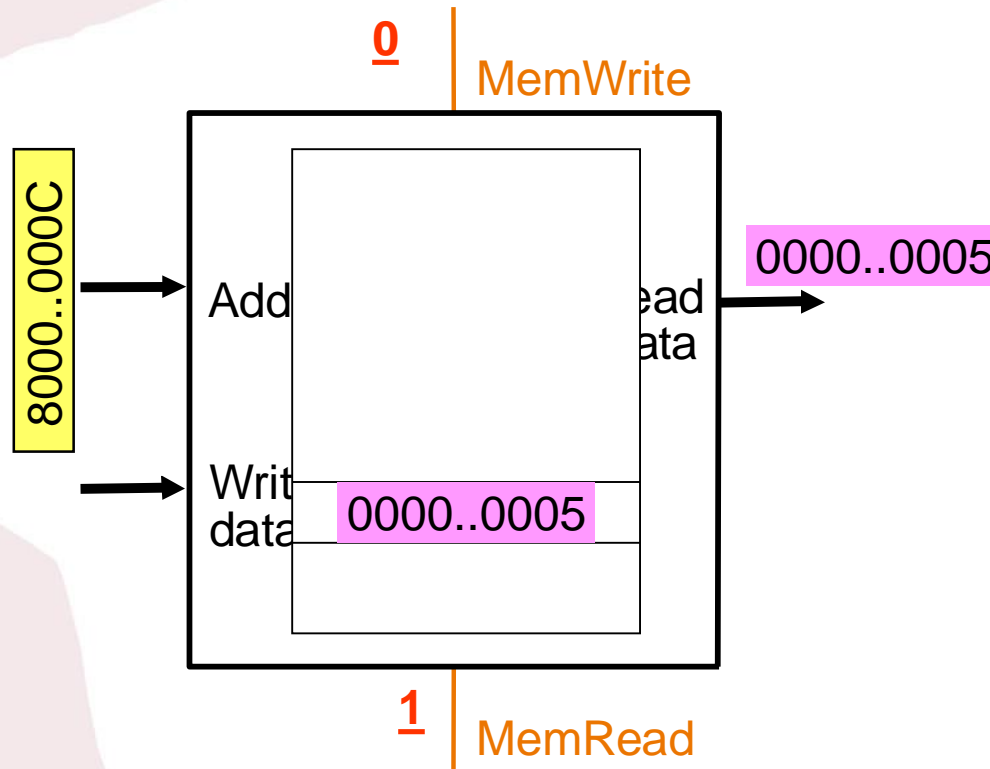 0
MemWrite
8000..000C
0000..0005
Add
ead
ata
Writ
data
0000..0005
1
MemRead